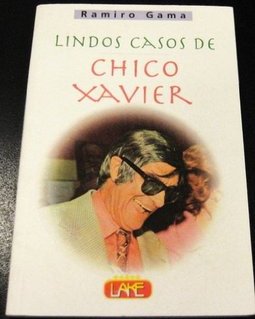 Ramiro Gama
LINDOS CASOS DE
CHICO
XAVIER
LAKE